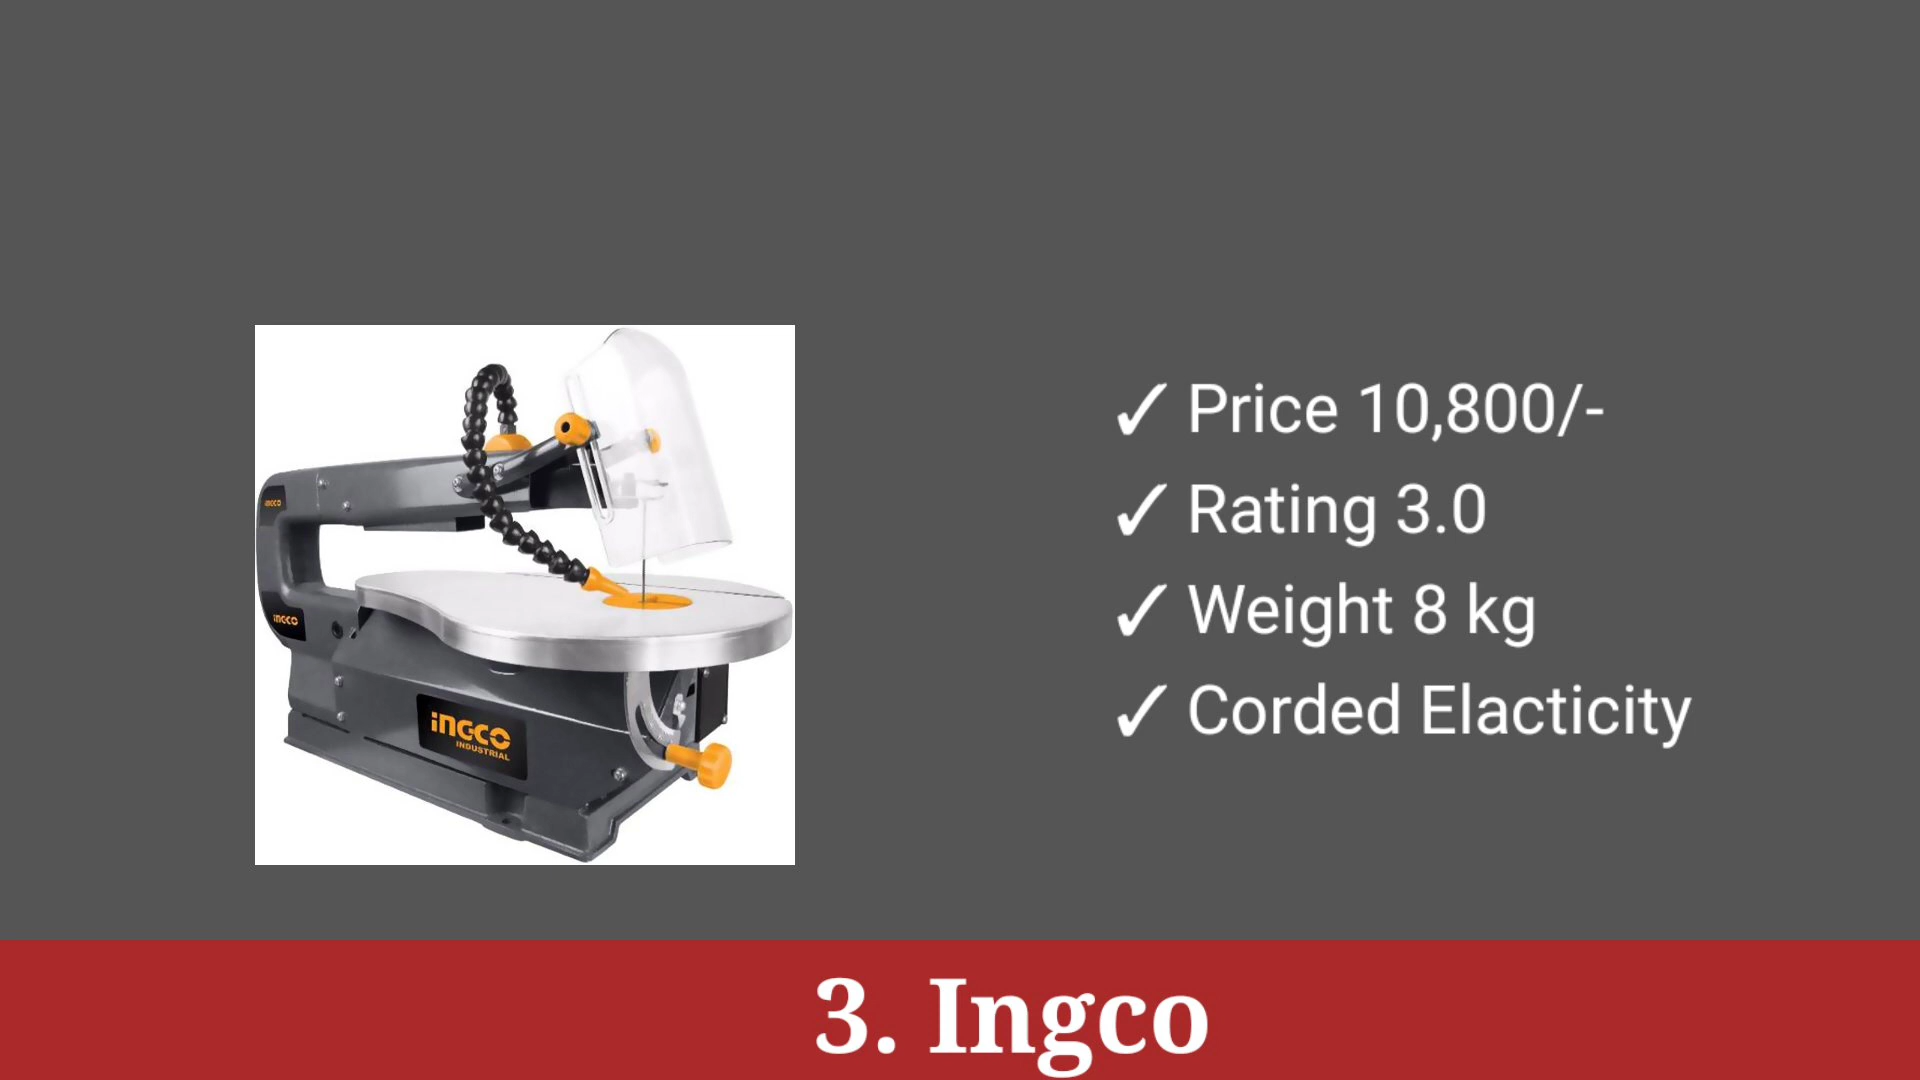 ✓ Price 10,800/-
✓ Rating 3.0
✓ Weight 8 kg
✓ Corded Elacticity
INGCO
INGCO
INGCO
INDUSTRIAL
3. Ingco